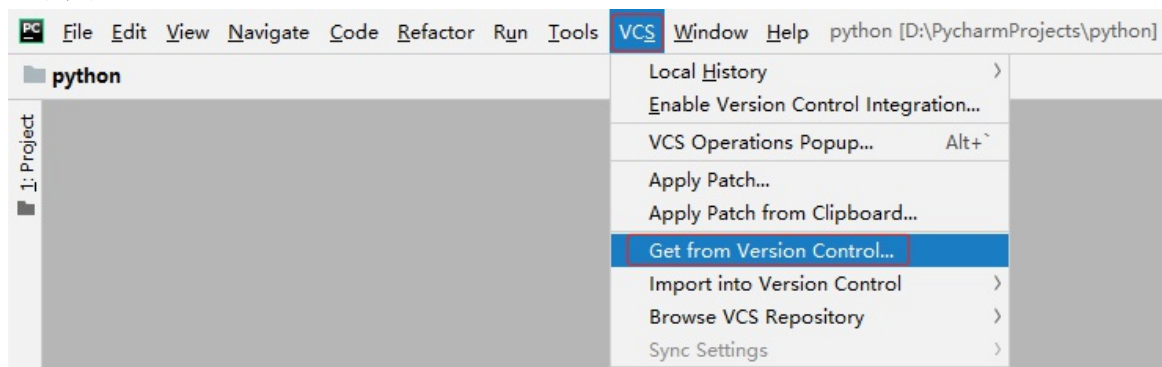 PC File Edit View Navigate Code Refactor Run Tools VCS Window Help python [D:\PycharmProjects\python]
python
1: Project
Local History
Enable Version Control Integration...
VCS Operations Popup... Alt+`
Apply Patch...
Apply Patch from Clipboard...
Get from Version Control...
Import into Version Control
Browse VCS Repository
Sync Settings